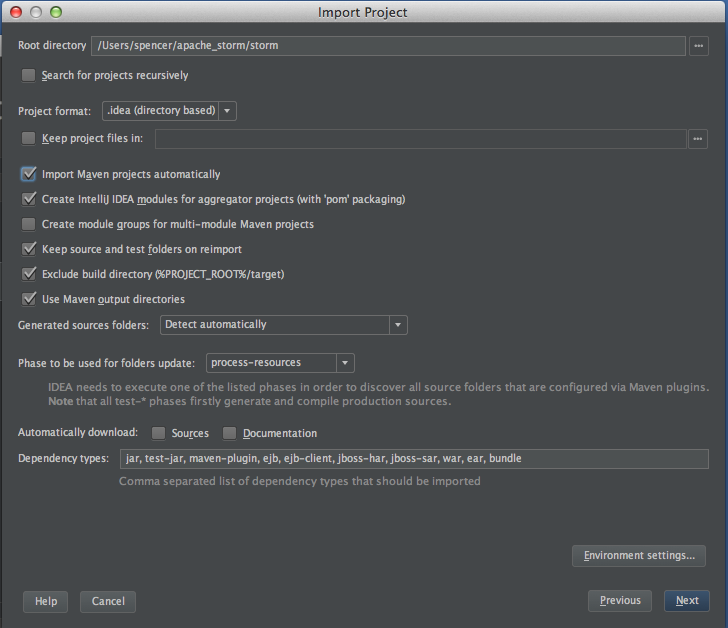 Import Project
Root directory /Users/spencer/apache_storm/storm ...
Search for projects recursively
Project format: .idea (directory based)
Keep project files in: ...
Import Maven projects automatically
Create IntelliJ IDEA modules for aggregator projects (with 'pom' packaging)
Create module groups for multi-module Maven projects
Keep source and test folders on reimport
Exclude build directory (%PROJECT_ROOT%/target)
Use Maven output directories
Generated sources folders: Detect automatically
Phase to be used for folders update: process-resources
IDEA needs to execute one of the listed phases in order to discover all source folders that are configured via Maven plugins.
Note that all test-* phases firstly generate and compile production sources.
Automatically download: Sources Documentation
Dependency types: jar, test-jar, maven-plugin, ejb, ejb-client, jboss-har, jboss-sar, war, ear, bundle
Comma separated list of dependency types that should be imported
Environment settings...
Help Cancel Previous Next